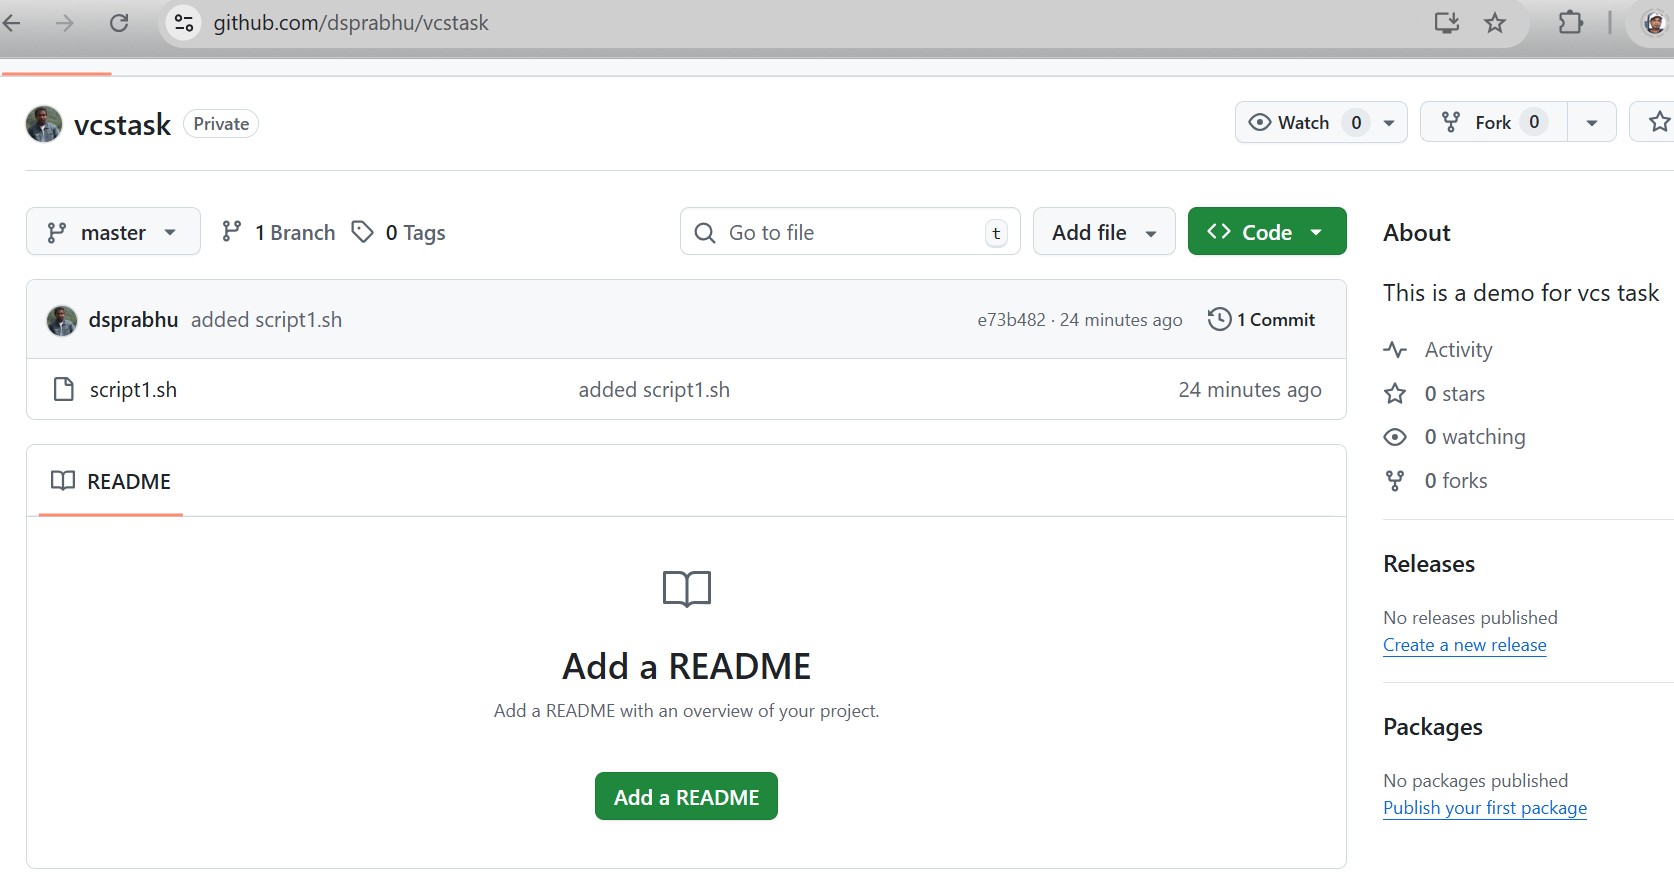 github.com/dsprabhu/vcstask
vcstask Private
Watch 0
Fork 0
master
1 Branch
0 Tags
Go to file
t
Add file
Code
dsprabhu added script1.sh
e73b482 · 24 minutes ago
1 Commit
script1.sh
added script1.sh
24 minutes ago
README
Add a README
Add a README with an overview of your project.
Add a README
About
This is a demo for vcs task
Activity
0 stars
0 watching
0 forks
Releases
No releases published
Create a new release
Packages
No packages published
Publish your first package